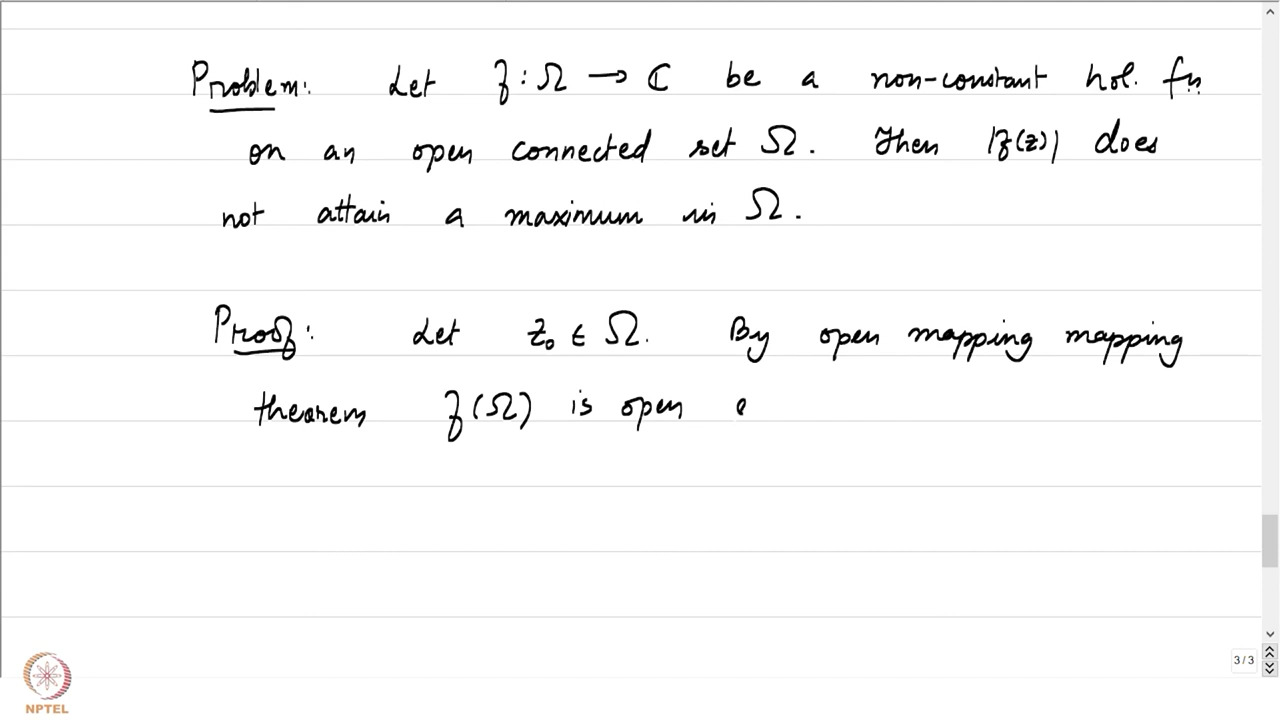 Problem: Let f : Ω → ℂ be a non-constant hol. fn.
on an open connected set Ω. Then |f(z)| does
not attain a maximum in Ω.
Proof: Let z₀ ∈ Ω. By open mapping mapping
theorem f(Ω) is open
3 / 3
NPTEL